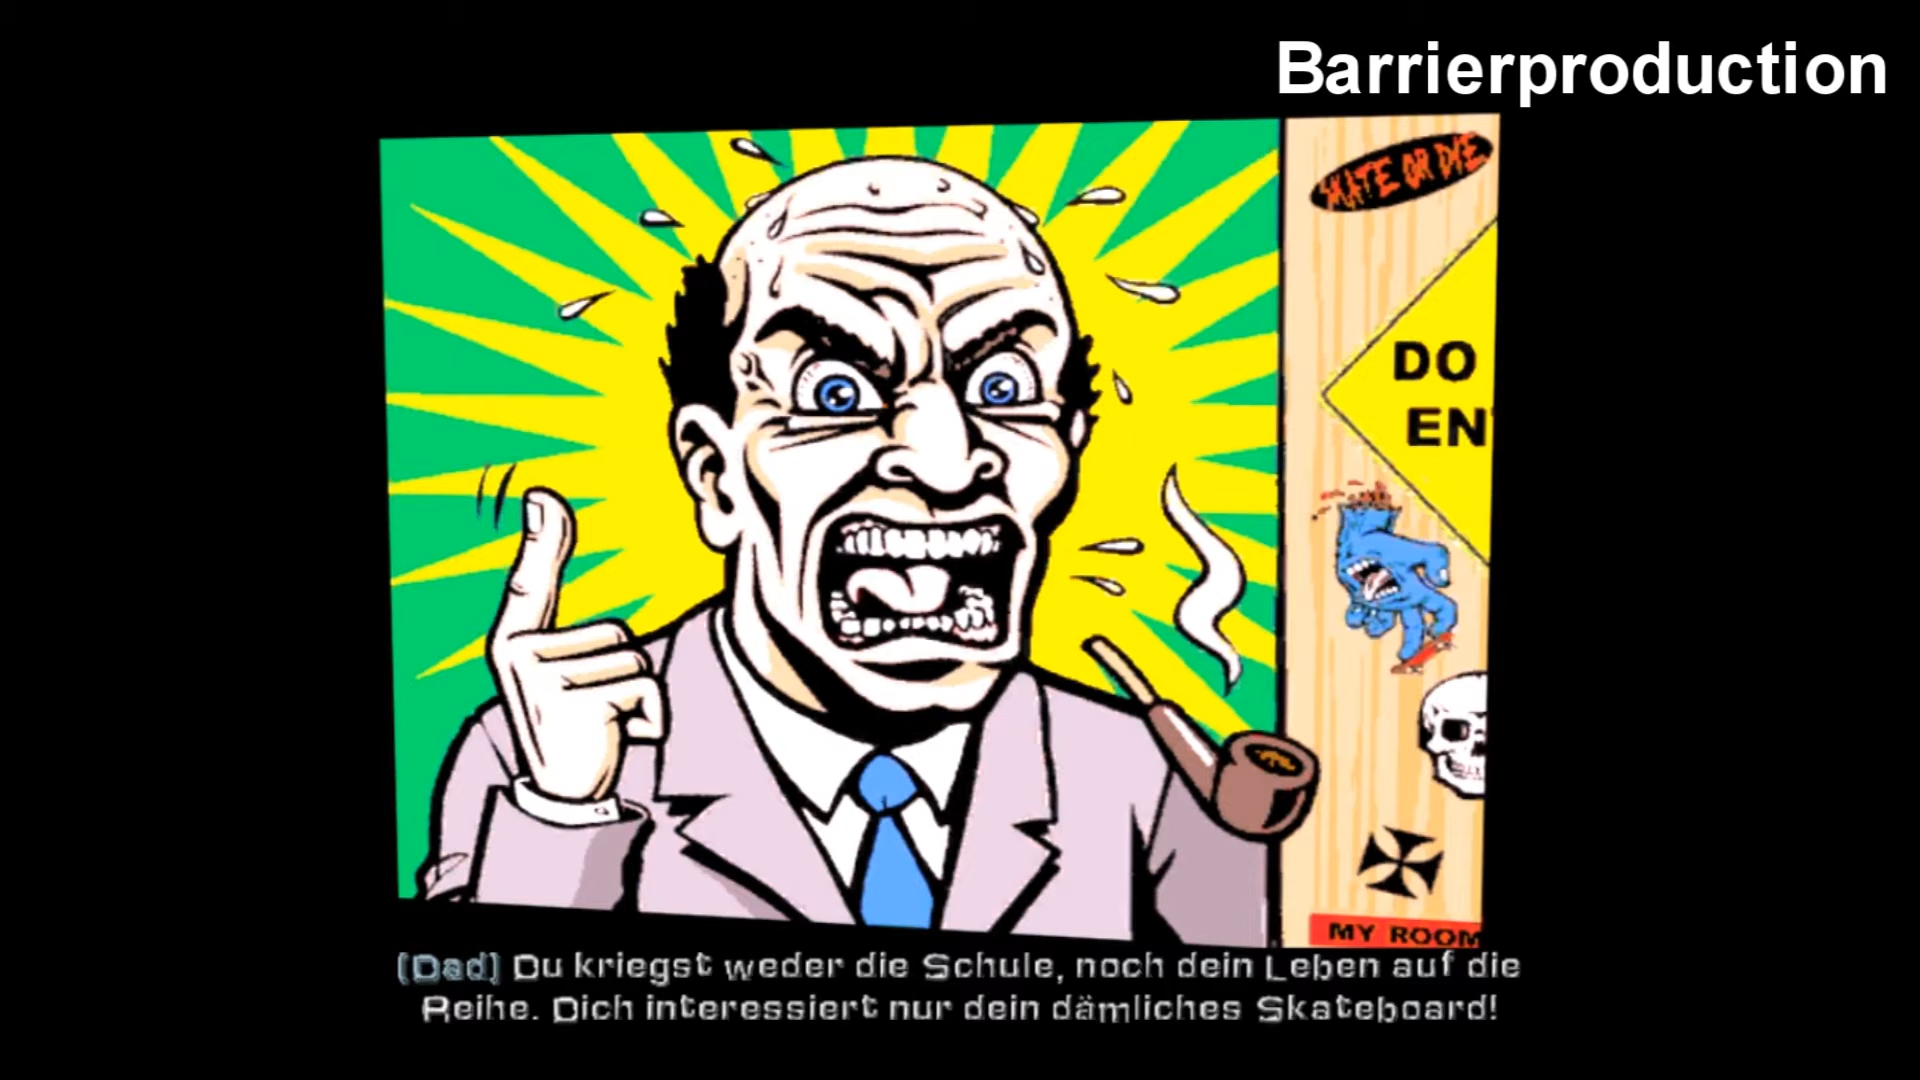 Barrierproduction
SKATE OR DIE
DO
EN
MY ROOM
(Dad) Du kriegst weder die Schule, noch dein Leben auf die
Reihe. Dich interessiert nur dein dämliches Skateboard!